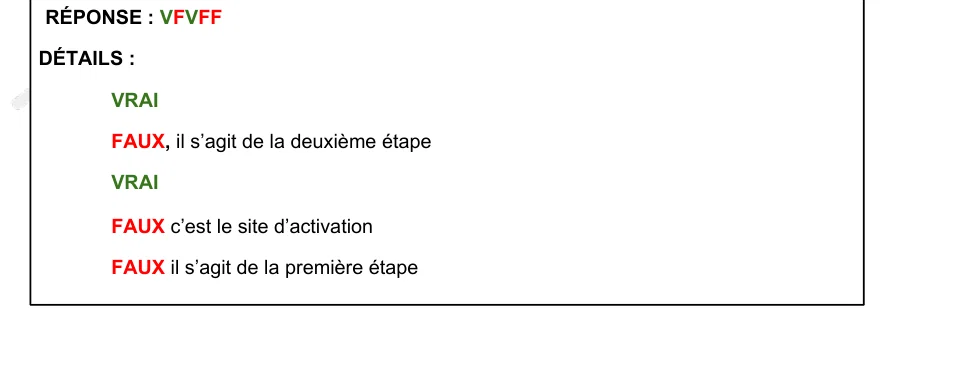 RÉPONSE : VFVFF
DÉTAILS :
VRAI
FAUX, il s’agit de la deuxième étape
VRAI
FAUX c’est le site d’activation
FAUX il s’agit de la première étape